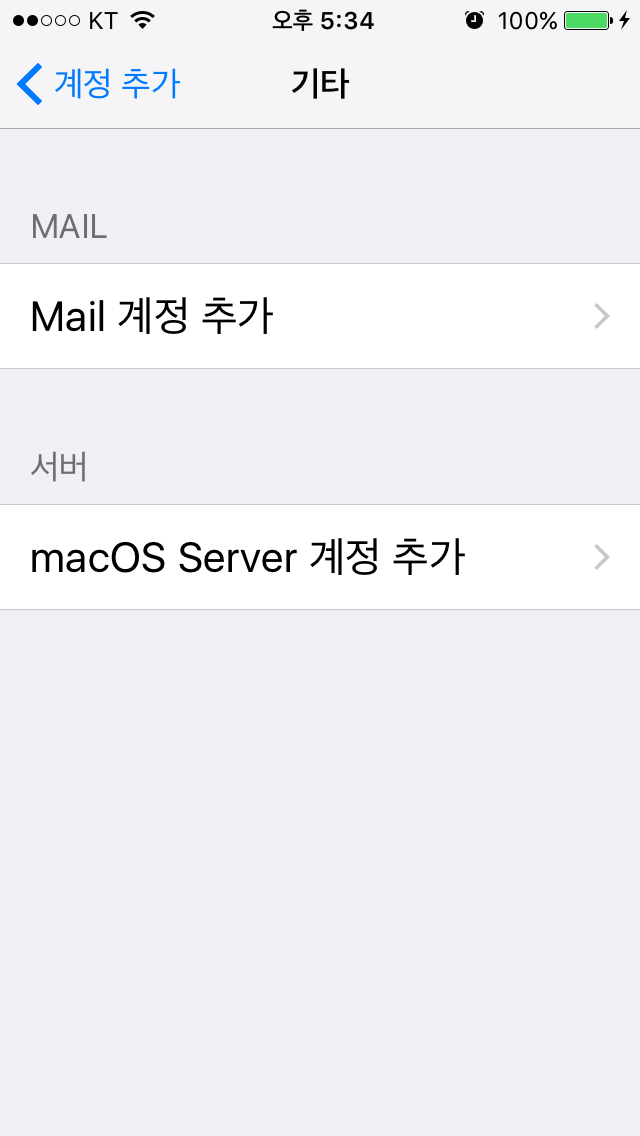 KT 오후 5:34 100%
계정 추가 기타
MAIL
Mail 계정 추가
서버
macOS Server 계정 추가